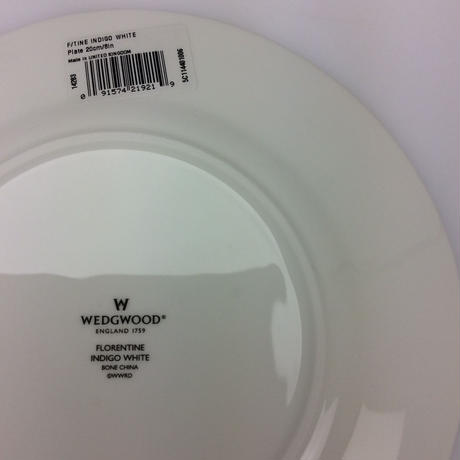 F/TINE INDIGO WHITE
Plate 20cm/8in
Made in UNITED KINGDOM
14263
0 91574 21921 9
5C114401006
W
WEDGWOOD®
ENGLAND 1759
FLORENTINE
INDIGO WHITE
BONE CHINA
©WWRD